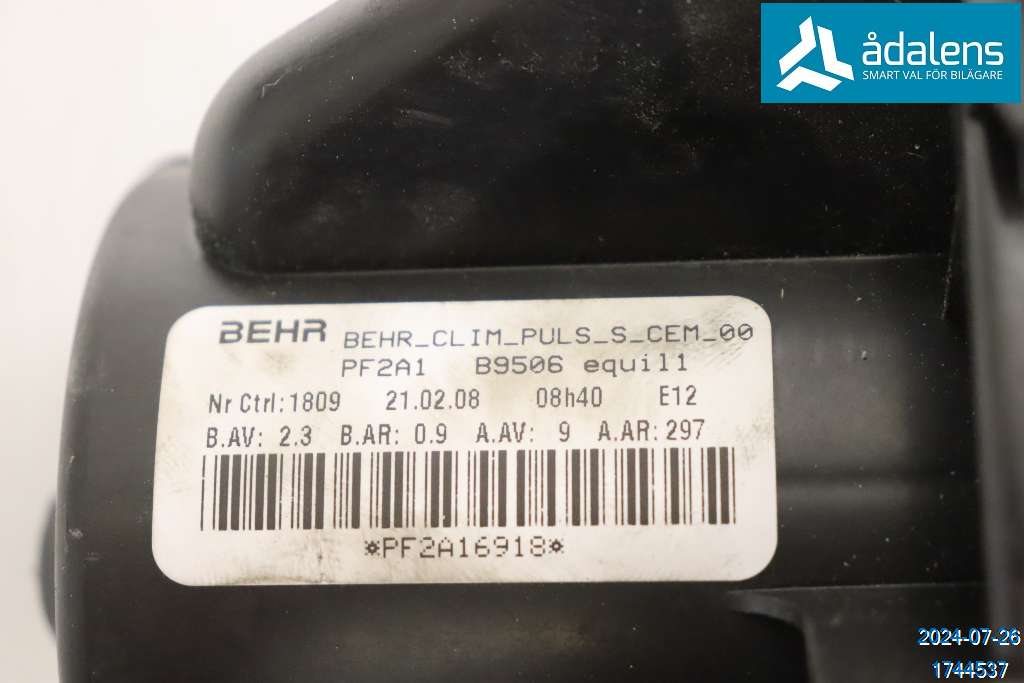 ådalens
SMART VAL FÖR BILÄGARE
BEHR BEHR_CLIM_PULS_S_CEM_00
PF2A1 B9506 equil1
Nr Ctrl:1809 21.02.08 08h40 E12
B.AV: 2.3 B.AR: 0.9 A.AV: 9 A.AR:297
*PF2A16918*
2024-07-26
1744537